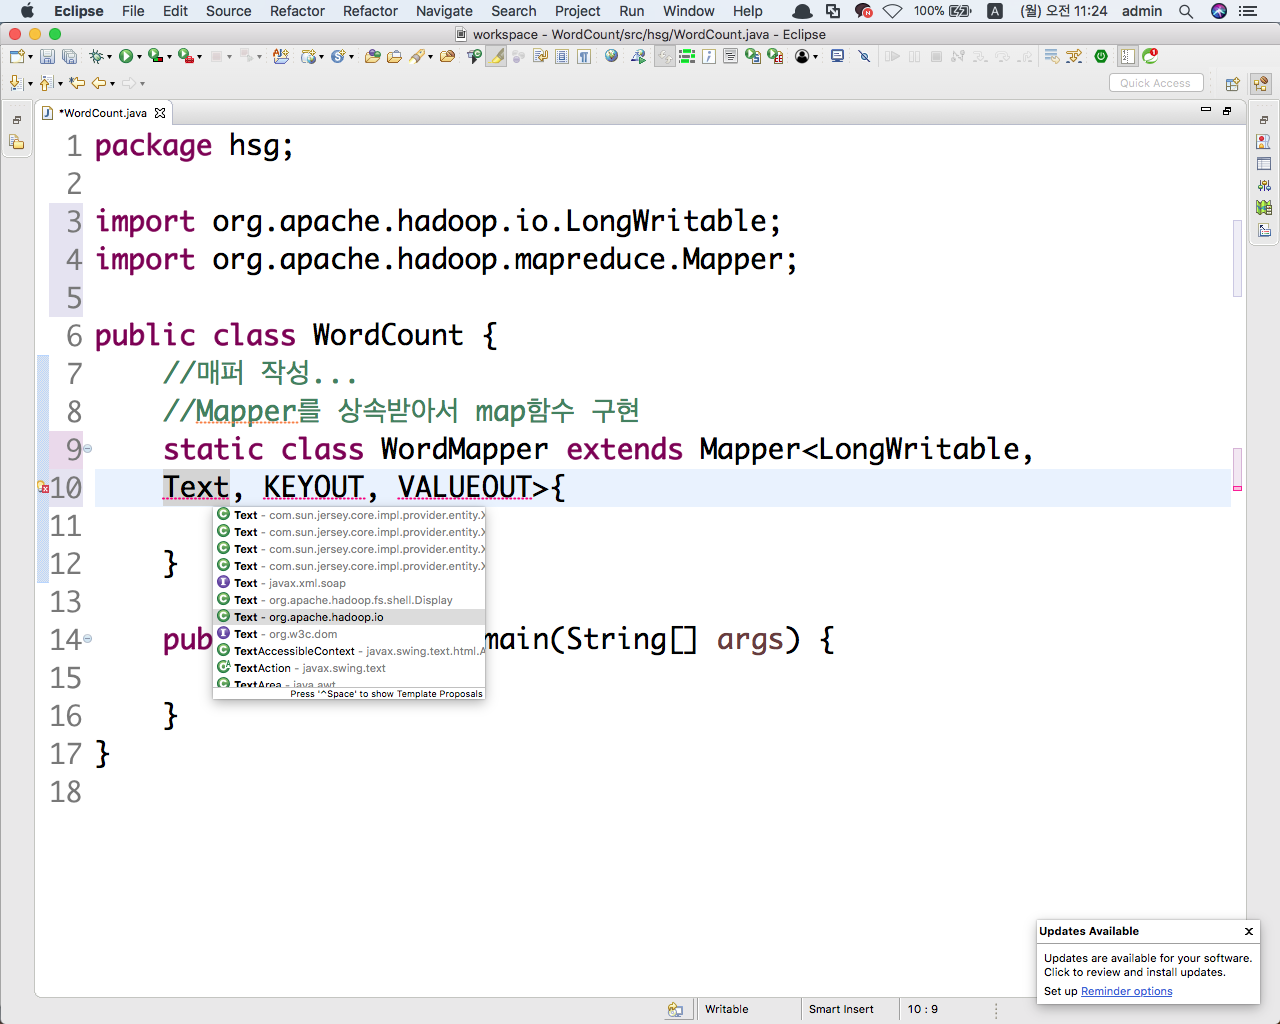 Eclipse File Edit Source Refactor Refactor Navigate Search Project Run Window Help 100% A (월) 오전 11:24 admin
workspace - WordCount/src/hsg/WordCount.java - Eclipse
Quick Access
*WordCount.java
1 package hsg;
2
3 import org.apache.hadoop.io.LongWritable;
4 import org.apache.hadoop.mapreduce.Mapper;
5
6 public class WordCount {
7 //매퍼 작성...
8 //Mapper를 상속받아서 map함수 구현
9 static class WordMapper extends Mapper<LongWritable,
10 Text, KEYOUT, VALUEOUT>{
11
12 }
13
14 pub main(String[] args) {
15
16 }
17 }
18
Text - com.sun.jersey.core.impl.provider.entity.X
Text - com.sun.jersey.core.impl.provider.entity.X
Text - com.sun.jersey.core.impl.provider.entity.X
Text - com.sun.jersey.core.impl.provider.entity.X
Text - javax.xml.soap
Text - org.apache.hadoop.fs.shell.Display
Text - org.apache.hadoop.io
Text - org.w3c.dom
TextAccessibleContext - javax.swing.text.html.A
TextAction - javax.swing.text
TextArea - java.awt
Press '^Space' to show Template Proposals
Updates Available
Updates are available for your software.
Click to review and install updates.
Set up Reminder options
Writable Smart Insert 10 : 9